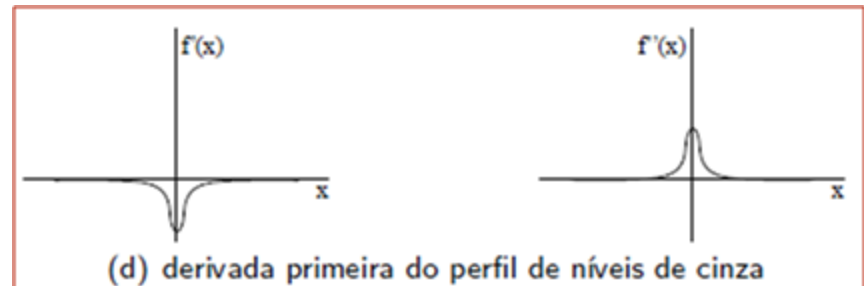 f'(x)
f'(x)
x
x
(d) derivada primeira do perfil de níveis de cinza